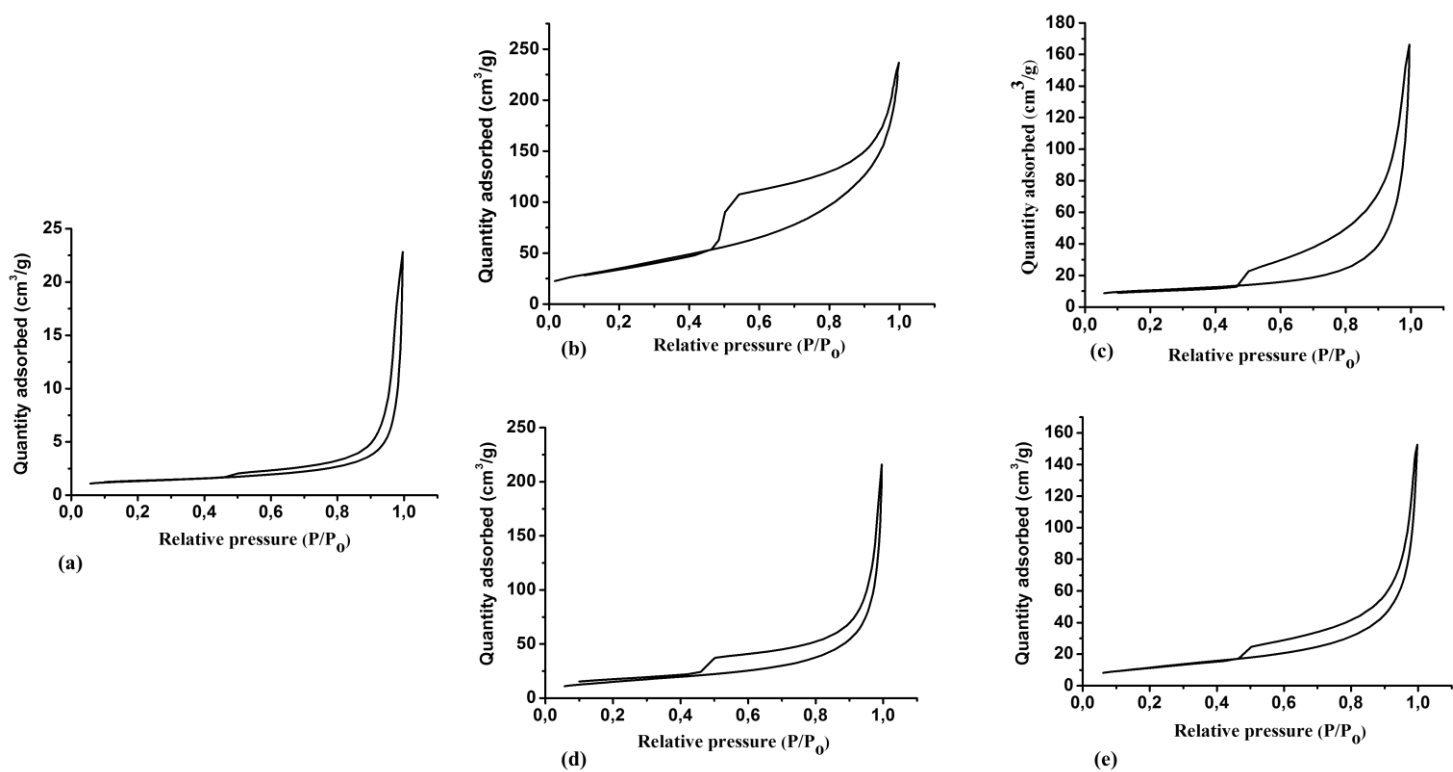 25
20
15
10
5
0
0,0 0,2 0,4 0,6 0,8 1,0
Quantity adsorbed (cm³/g)
Relative pressure (P/Po)
(a)
250
200
150
100
50
0
0,0 0,2 0,4 0,6 0,8 1,0
Quantity adsorbed (cm³/g)
Relative pressure (P/Po)
(b)
180
160
140
120
100
80
60
40
20
0
0,0 0,2 0,4 0,6 0,8 1,0
Quantity adsorbed (cm³/g)
Relative pressure (P/Po)
(c)
250
200
150
100
50
0
0,0 0,2 0,4 0,6 0,8 1,0
Quantity adsorbed (cm³/g)
Relative pressure (P/Po)
(d)
160
140
120
100
80
60
40
20
0
0,0 0,2 0,4 0,6 0,8 1,0
Quantity adsorbed (cm³/g)
Relative pressure (P/Po)
(e)